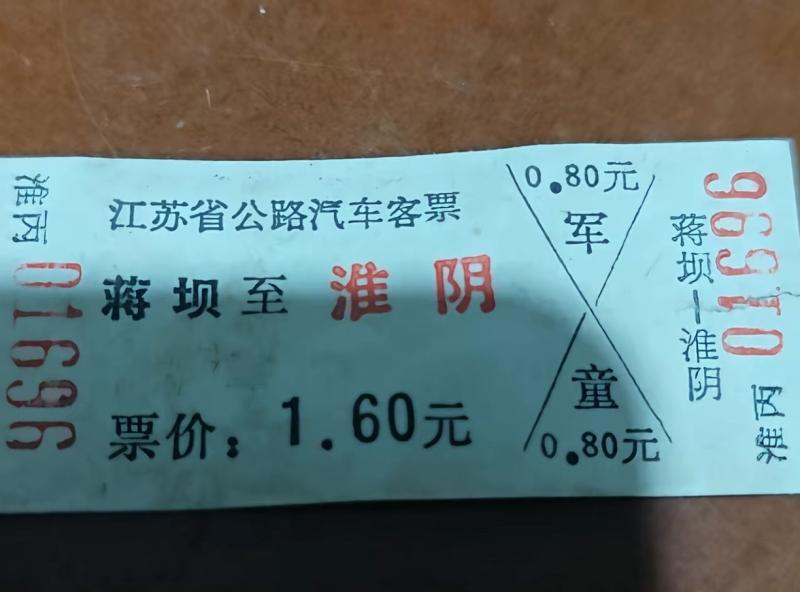 淮丙
01696
江苏省公路汽车客票
蒋坝至 淮阴
票价：1.60元
0.80元
军
童
0.80元
蒋坝—淮阴
01696
淮丙